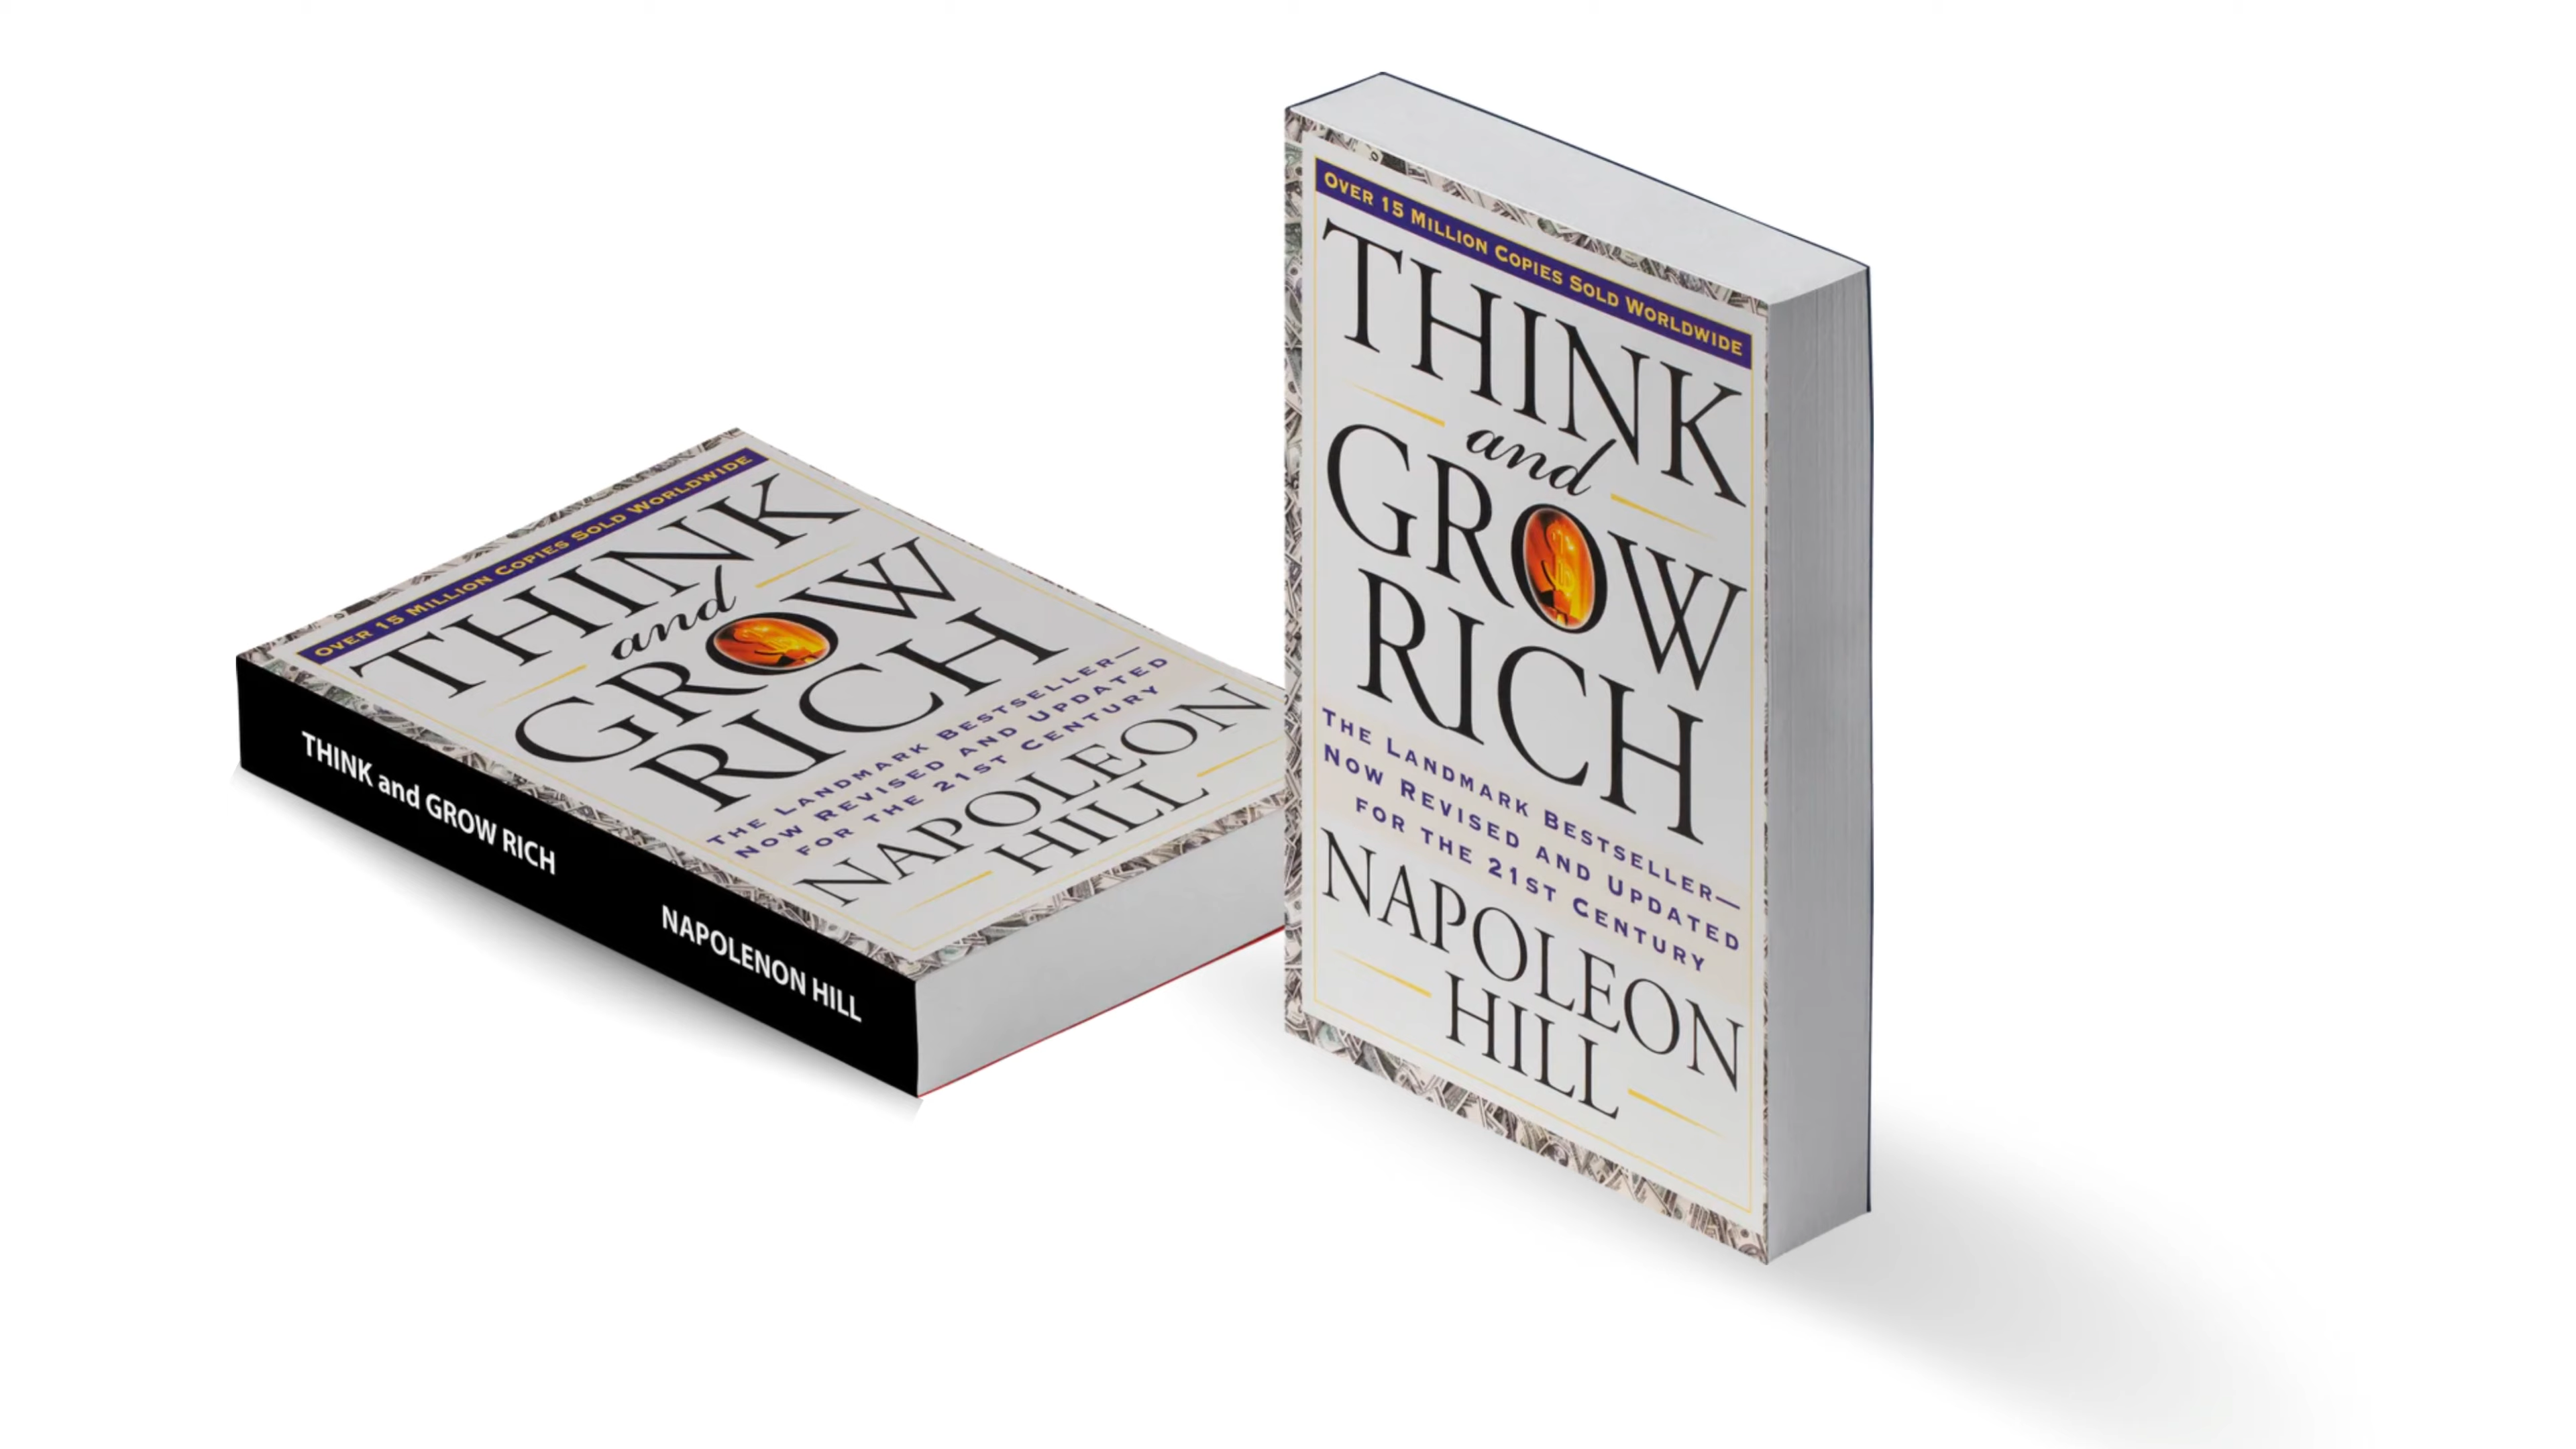 OVER 15 MILLION COPIES SOLD WORLDWIDE
THINK
and
GROW
RICH
THE LANDMARK BESTSELLER—
NOW REVISED AND UPDATED
FOR THE 21ST CENTURY
NAPOLEON
HILL
THINK and GROW RICH
NAPOLENON HILL
OVER 15 MILLION COPIES SOLD WORLDWIDE
THINK
and
GROW
RICH
THE LANDMARK BESTSELLER—
NOW REVISED AND UPDATED
FOR THE 21ST CENTURY
NAPOLEON
HILL